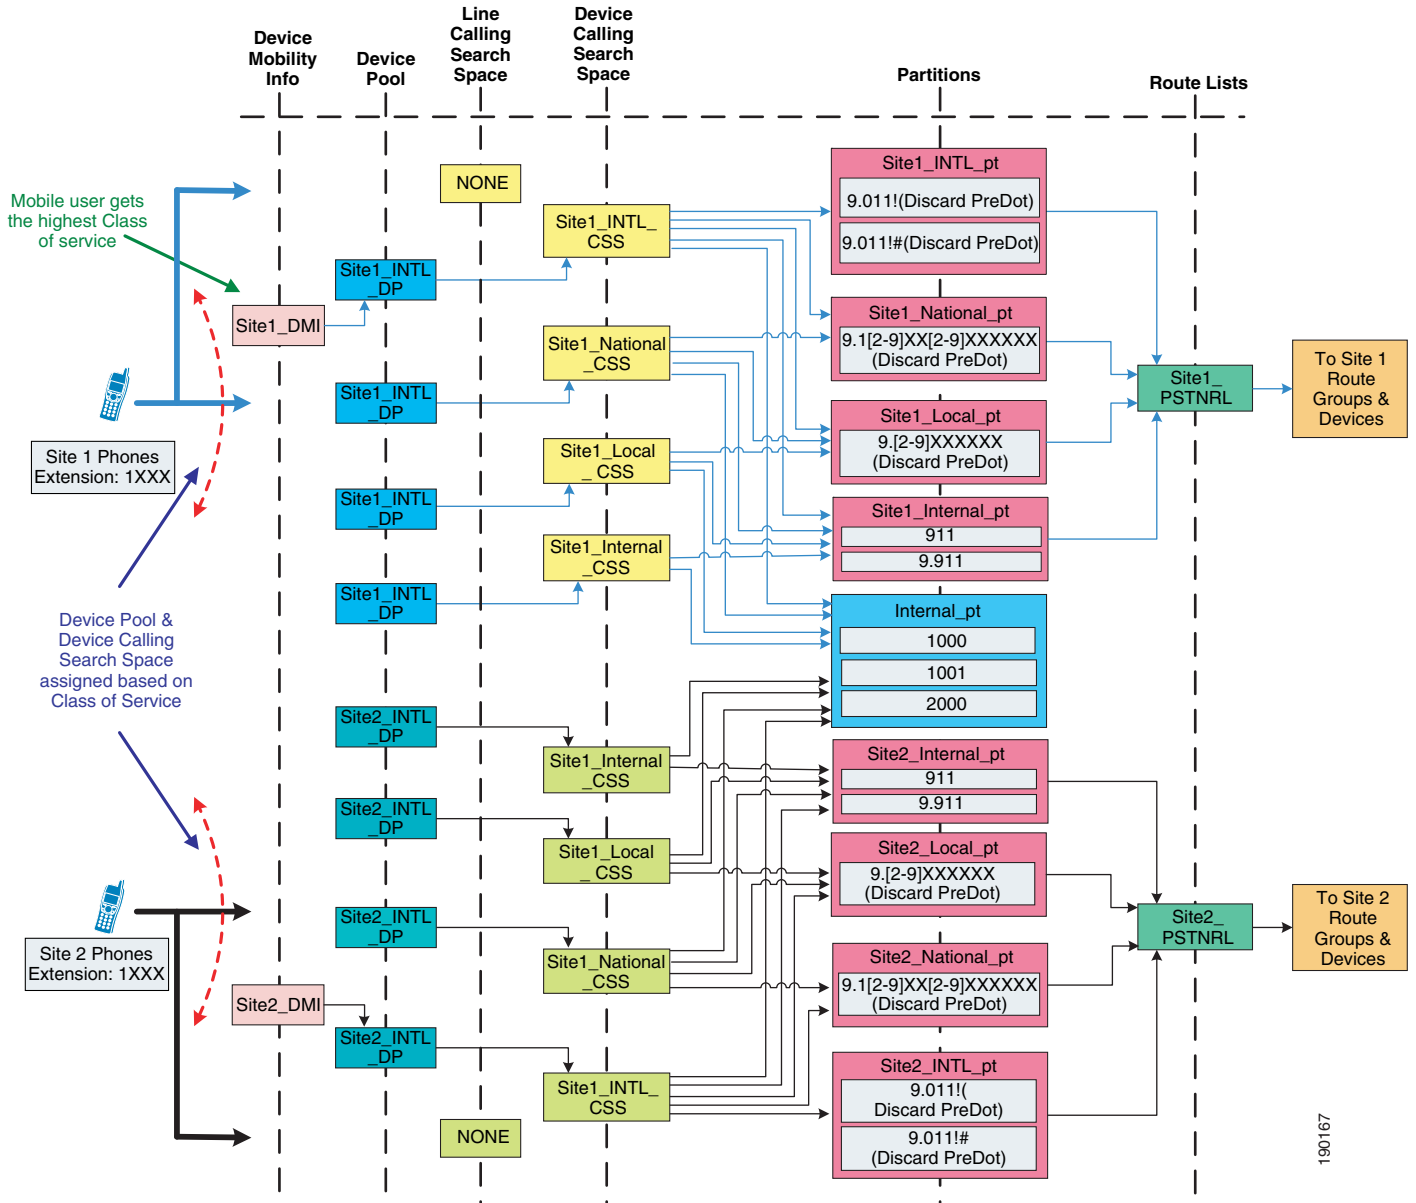 Device
Mobility
Info
Device
Pool
Line
Calling
Search
Space
Device
Calling
Search
Space
Partitions
Route Lists
Mobile user gets
the highest Class
of service
NONE
Site1_INTL_
CSS
Site1_INTL
_DP
Site1_DMI
Site1_National
_CSS
Site1_INTL
_DP
Site1_Local
_CSS
Site1_INTL
_DP
Site1_Internal
_CSS
Site1_INTL
_DP
Site 1 Phones
Extension: 1XXX
Device Pool &
Device Calling
Search Space
assigned based on
Class of Service
Site1_INTL_pt
9.011!(Discard PreDot)
9.011!#(Discard PreDot)
Site1_National_pt
9.1[2-9]XX[2-9]XXXXXX
(Discard PreDot)
Site1_Local_pt
9.[2-9]XXXXXX
(Discard PreDot)
Site1_Internal_pt
911
9.911
Internal_pt
1000
1001
2000
Site1_
PSTNRL
To Site 1
Route
Groups &
Devices
Site2_INTL
_DP
Site1_Internal
_CSS
Site2_INTL
_DP
Site1_Local
_ CSS
Site2_INTL
_DP
Site1_National
_CSS
Site 2 Phones
Extension: 1XXX
Site2_DMI
Site2_INTL
_DP
Site1_INTL_
CSS
NONE
Site2_Internal_pt
911
9.911
Site2_Local_pt
9.[2-9]XXXXXX
(Discard PreDot)
Site2_National_pt
9.1[2-9]XX[2-9]XXXXXX
(Discard PreDot)
Site2_INTL_pt
9.011!(
Discard PreDot)
9.011!#
(Discard PreDot)
Site2_
PSTNRL
To Site 2
Route
Groups &
Devices
190167